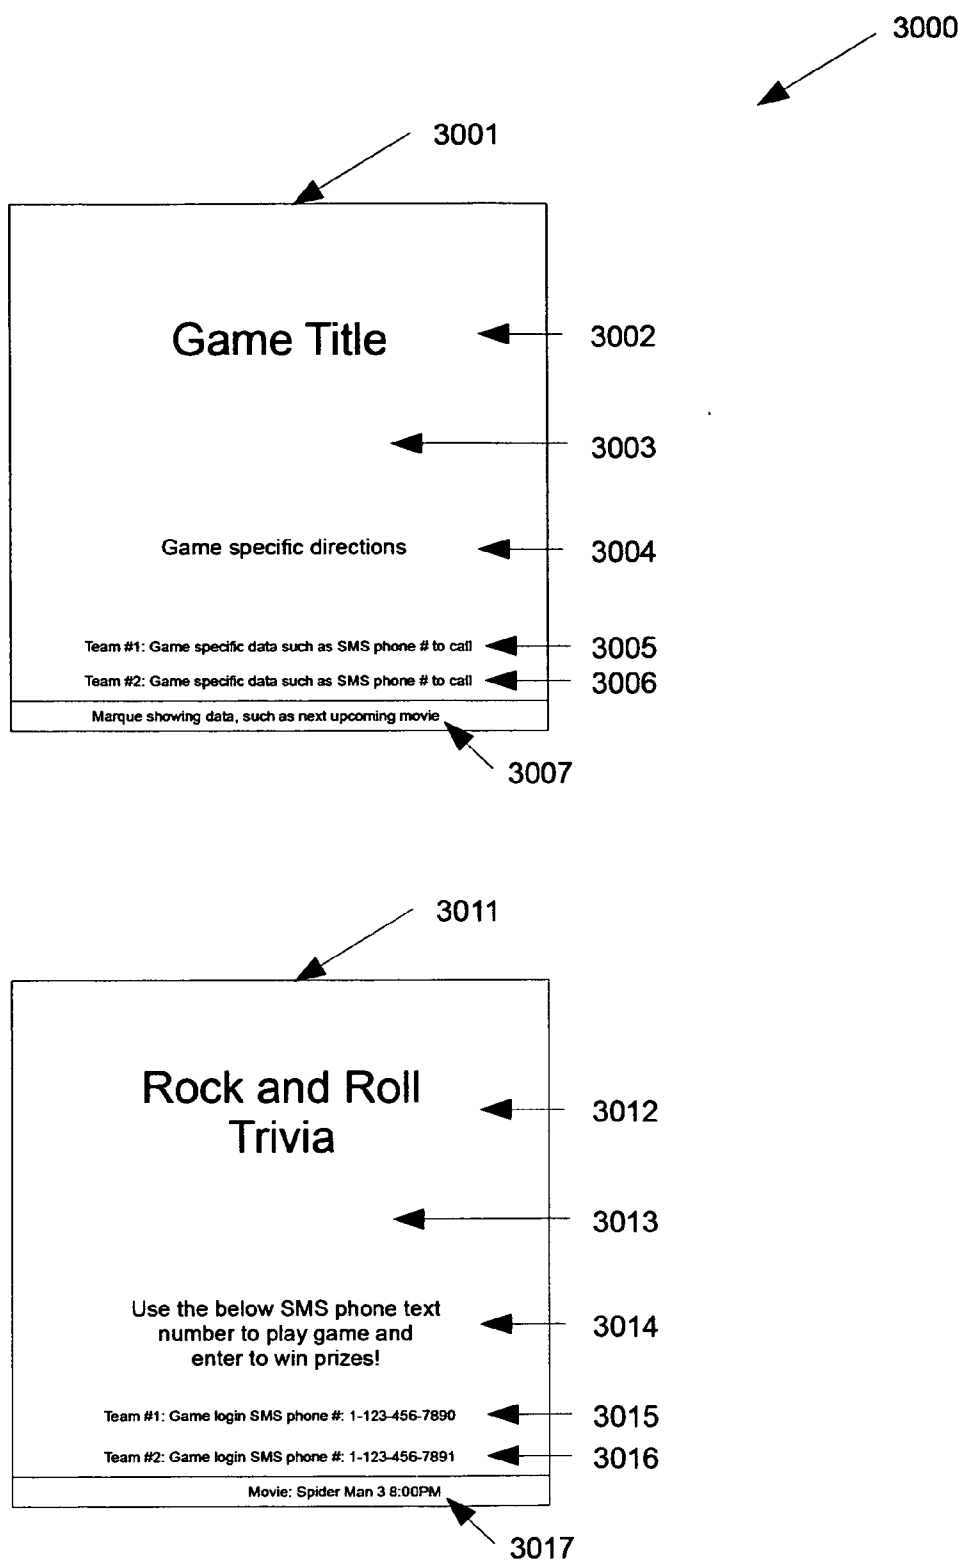 3000
3001
Game Title
3002
3003
Game specific directions
3004
Team #1: Game specific data such as SMS phone # to call
3005
Team #2: Game specific data such as SMS phone # to call
3006
Marque showing data, such as next upcoming movie
3007
3011
Rock and Roll
Trivia
3012
3013
Use the below SMS phone text
number to play game and
enter to win prizes!
3014
Team #1: Game login SMS phone #: 1-123-456-7890
3015
Team #2: Game login SMS phone #: 1-123-456-7891
3016
Movie: Spider Man 3 8:00PM
3017